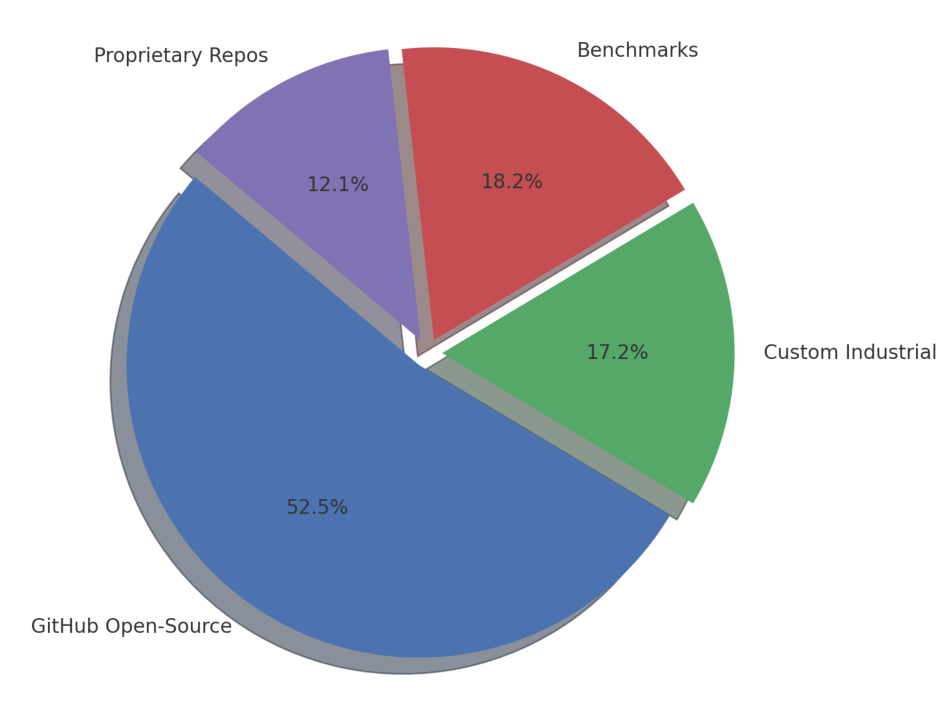 Benchmarks
Proprietary Repos
18.2%
12.1%
17.2%
Custom Industrial
52.5%
GitHub Open-Source